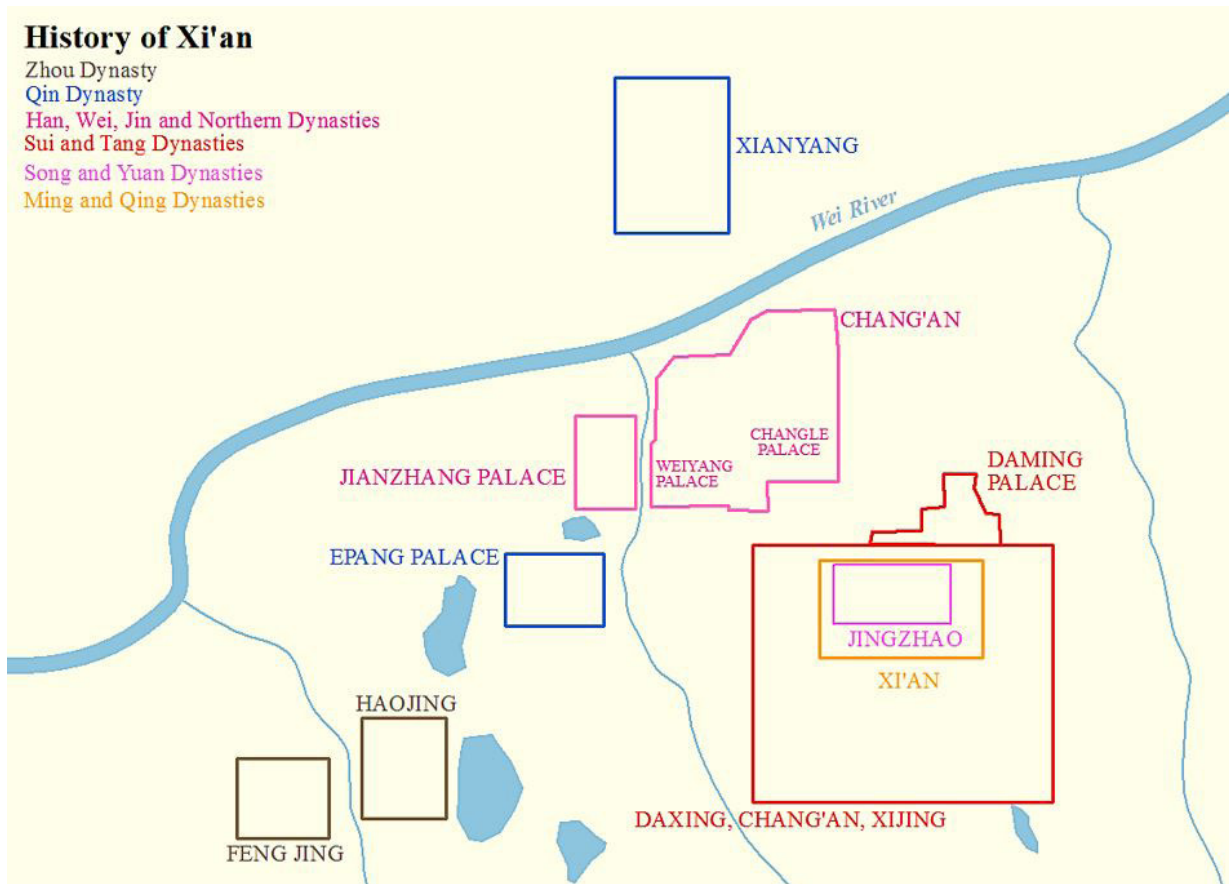 History of Xi'an
Zhou Dynasty
Qin Dynasty
Han, Wei, Jin and Northern Dynasties
Sui and Tang Dynasties
Song and Yuan Dynasties
Ming and Qing Dynasties
XIANYANG
Wei River
CHANG'AN
CHANGLE
PALACE
WEIYANG
PALACE
JIANZHANG PALACE
DAMING
PALACE
EPANG PALACE
JINGZHAO
XI'AN
HAOJING
DAXING, CHANG'AN, XIJING
FENG JING